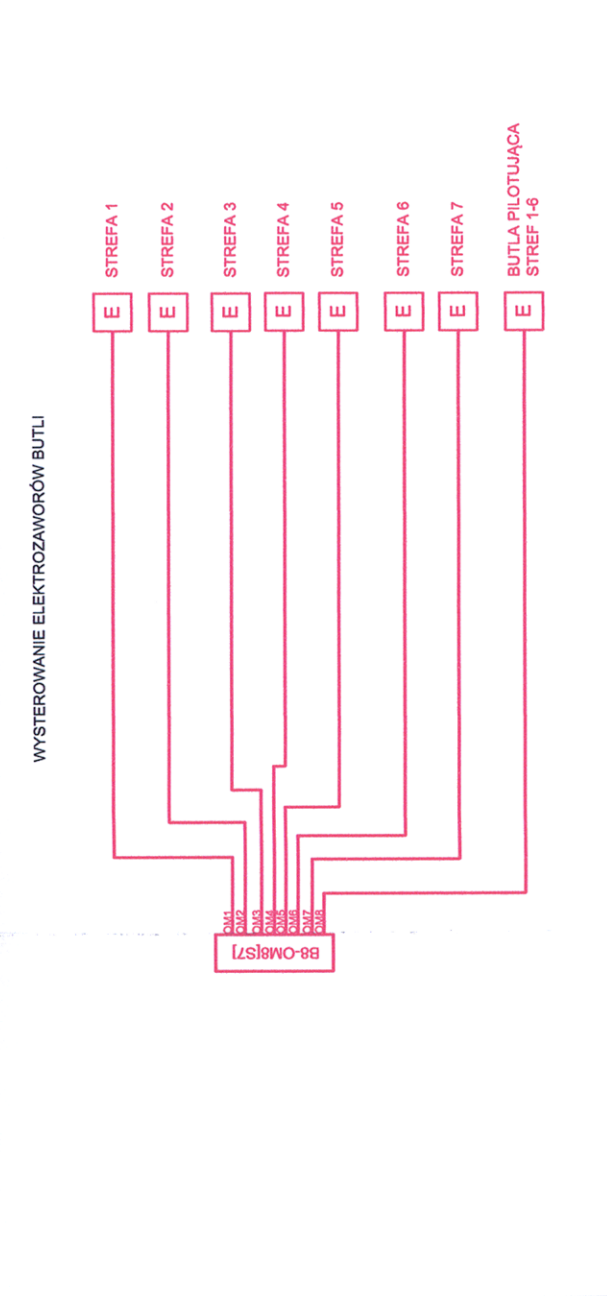 WYSTEROWANIE ELEKTROZAWORÓW BUTLI
E STREFA 1
E STREFA 2
E STREFA 3
E STREFA 4
E STREFA 5
E STREFA 6
E STREFA 7
E BUTLA PILOTUJĄCA
STREF 1-6
OM1
OM2
OM3
OM4
OM5
OM6
OM7
OM8
B8-OM8[S7]